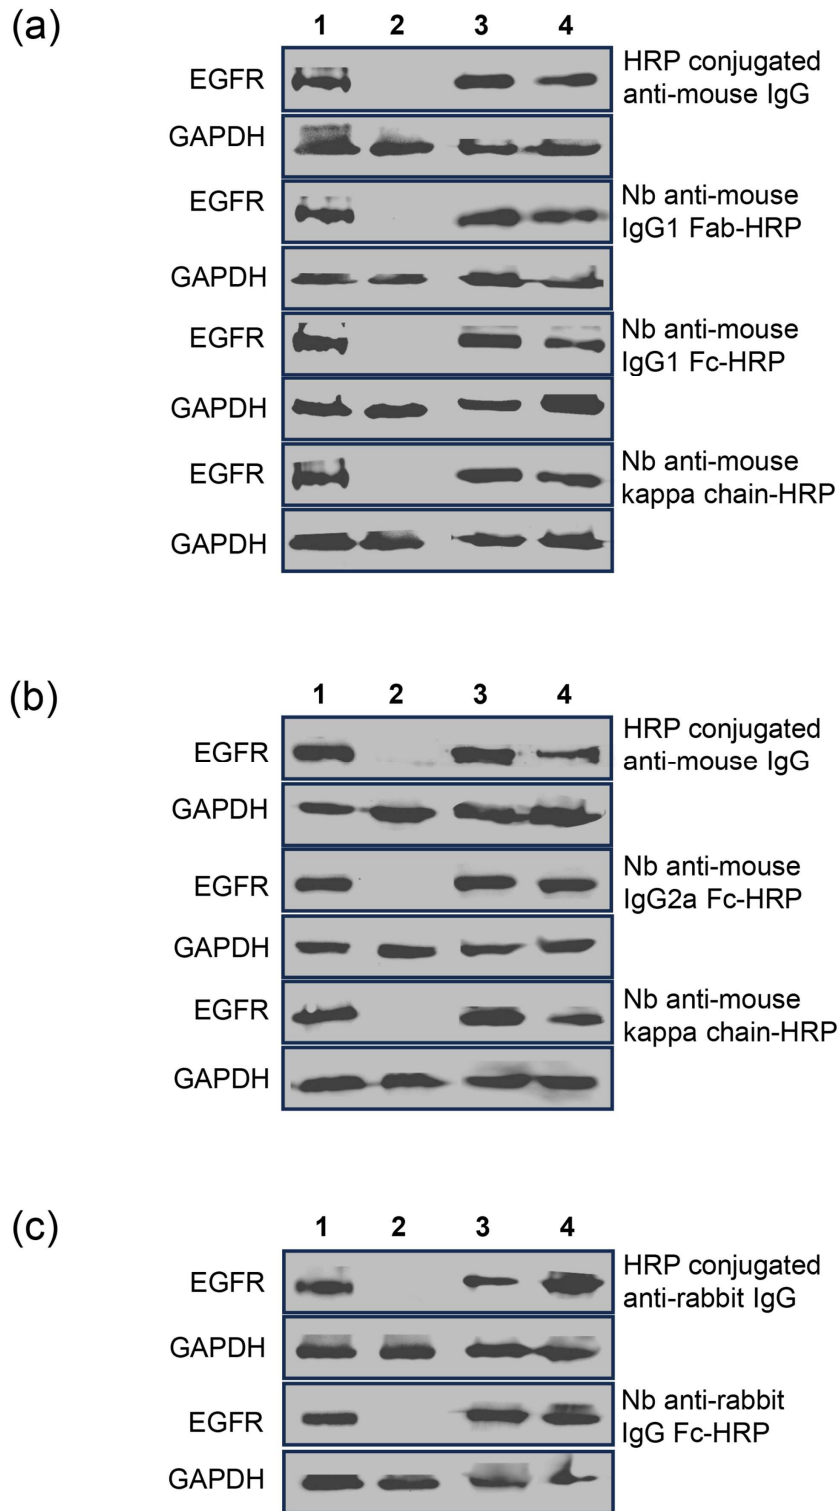 (a)
1 2 3 4
EGFR
HRP conjugated
anti-mouse IgG
GAPDH
EGFR
Nb anti-mouse
IgG1 Fab-HRP
GAPDH
EGFR
Nb anti-mouse
IgG1 Fc-HRP
GAPDH
EGFR
Nb anti-mouse
kappa chain-HRP
GAPDH
(b)
1 2 3 4
EGFR
HRP conjugated
anti-mouse IgG
GAPDH
EGFR
Nb anti-mouse
IgG2a Fc-HRP
GAPDH
EGFR
Nb anti-mouse
kappa chain-HRP
GAPDH
(c)
1 2 3 4
EGFR
HRP conjugated
anti-rabbit IgG
GAPDH
EGFR
Nb anti-rabbit
IgG Fc-HRP
GAPDH